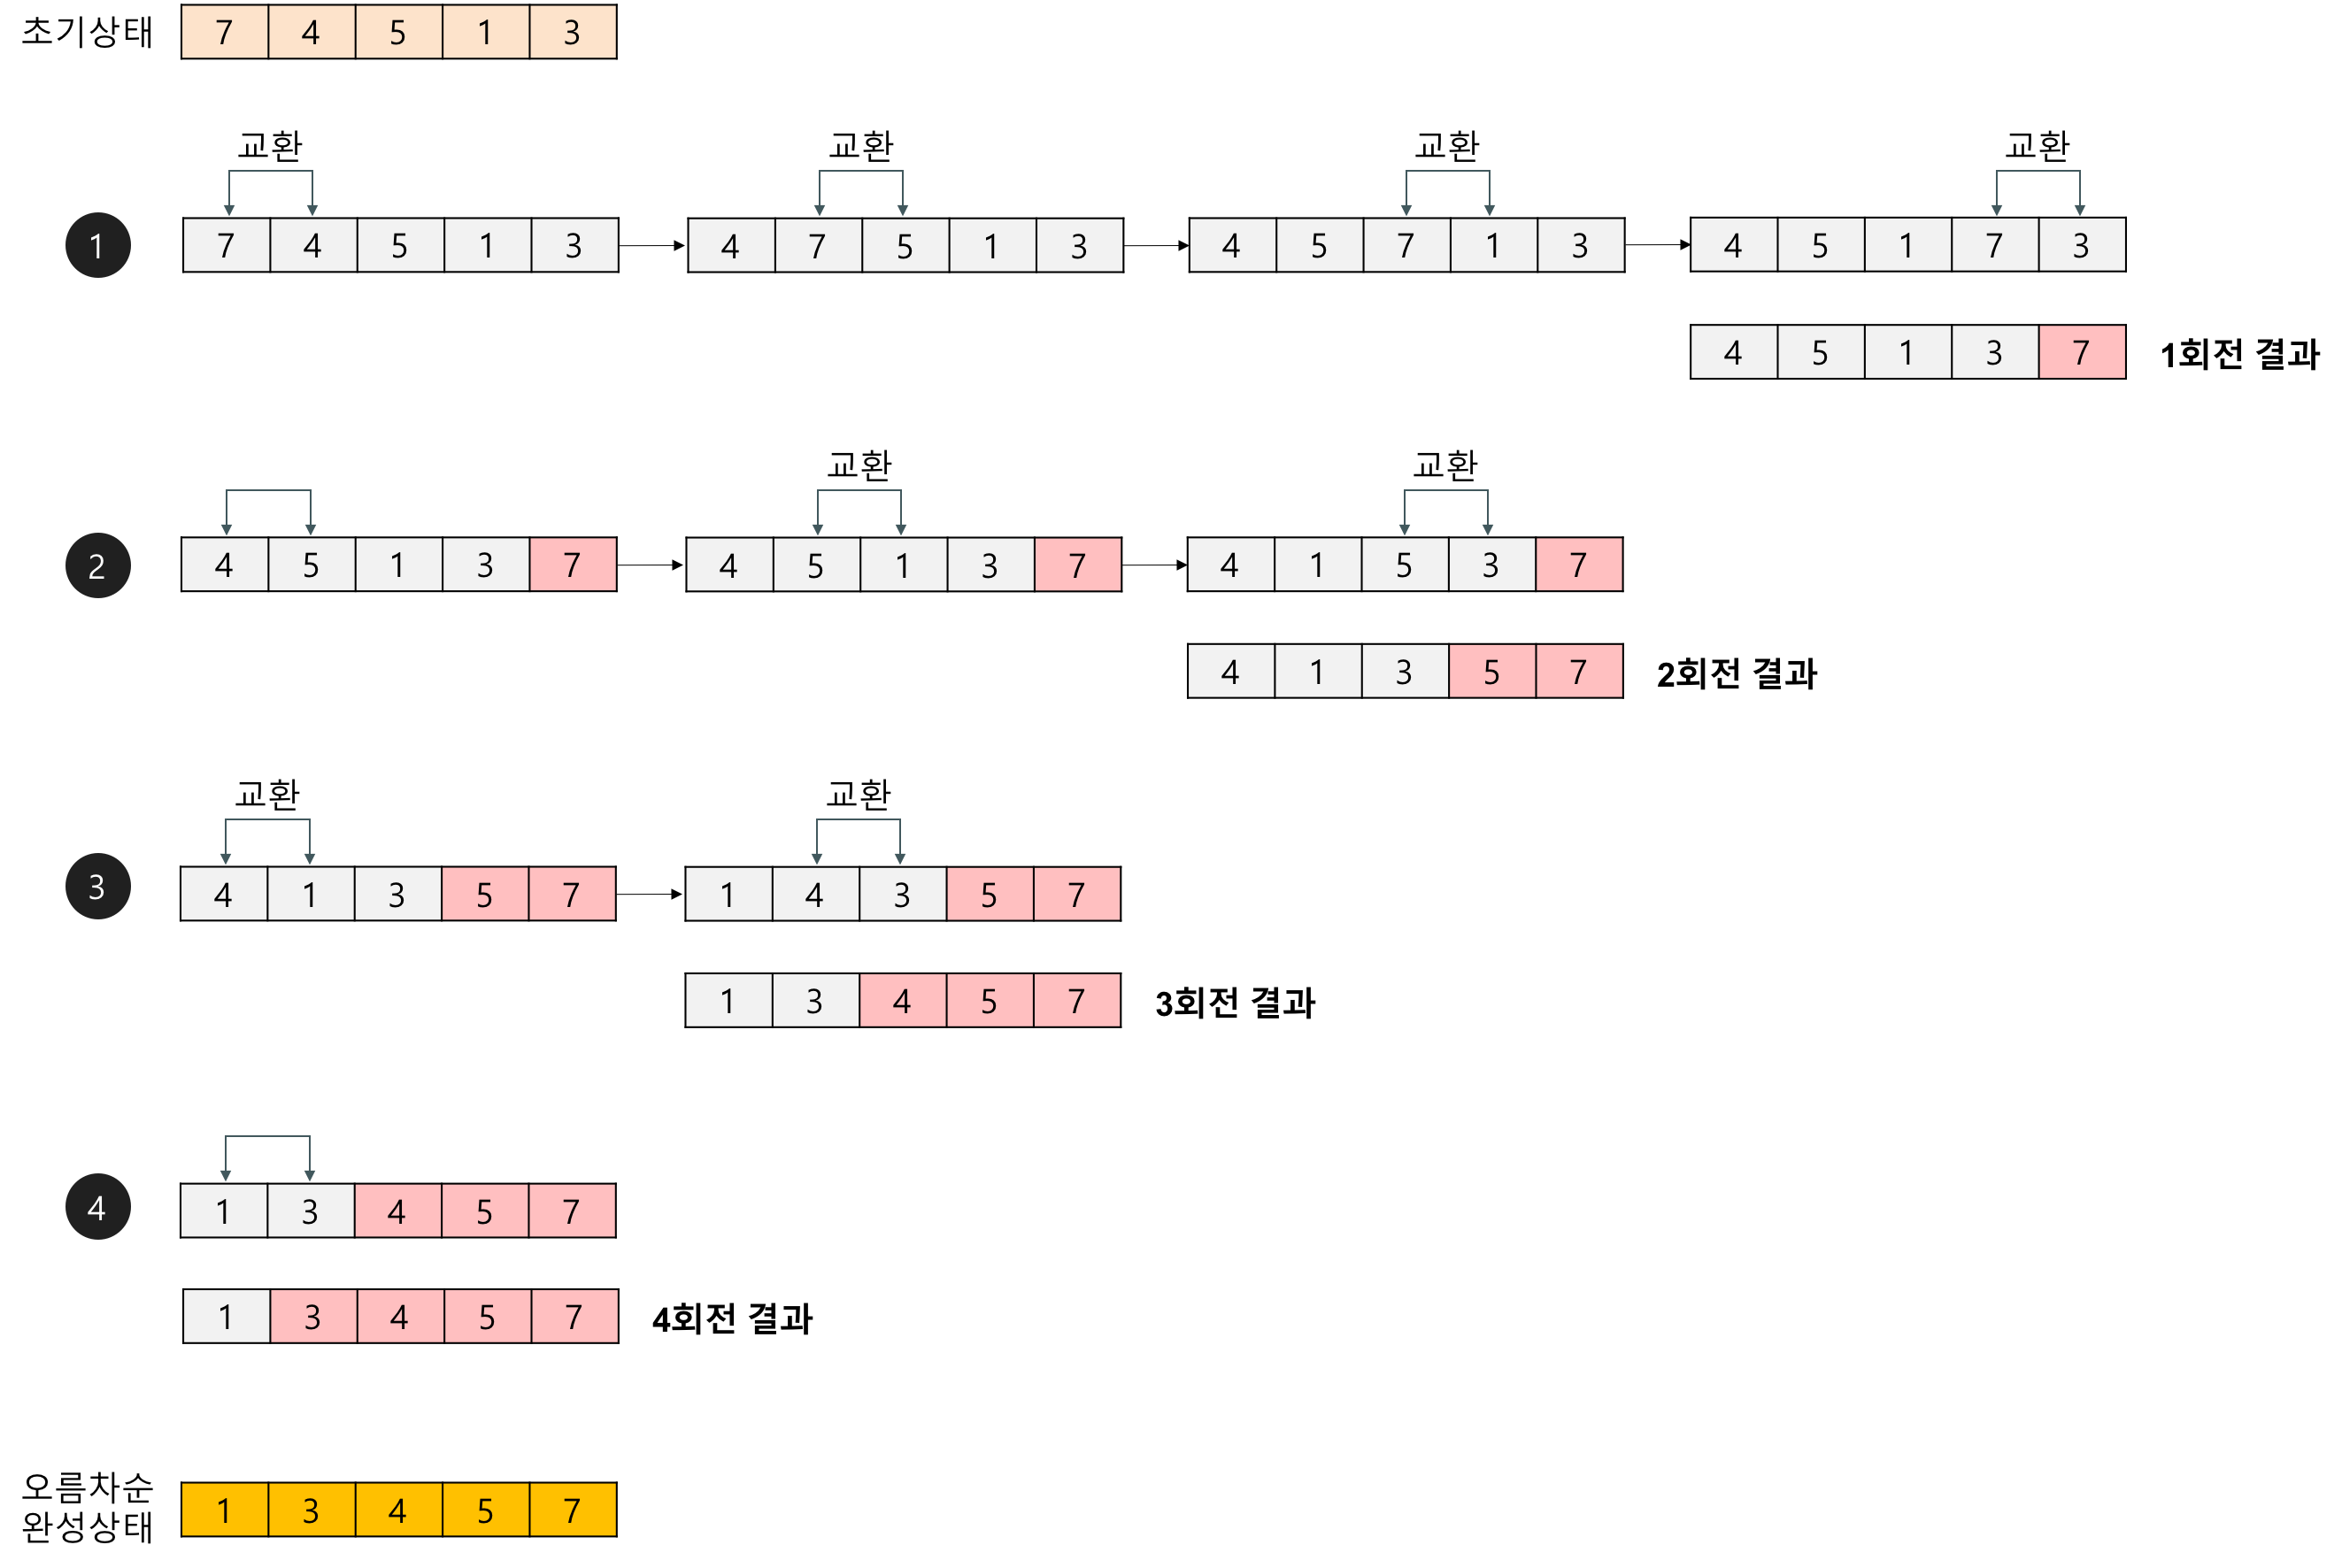 초기상태 7 4 5 1 3
교환 교환 교환 교환
1 7 4 5 1 3 4 7 5 1 3 4 5 7 1 3 4 5 1 7 3
4 5 1 3 7 1회전 결과
교환 교환
2 4 5 1 3 7 4 5 1 3 7 4 1 5 3 7
4 1 3 5 7 2회전 결과
교환 교환
3 4 1 3 5 7 1 4 3 5 7
1 3 4 5 7 3회전 결과
4 1 3 4 5 7
1 3 4 5 7 4회전 결과
오름차순
완성상태 1 3 4 5 7